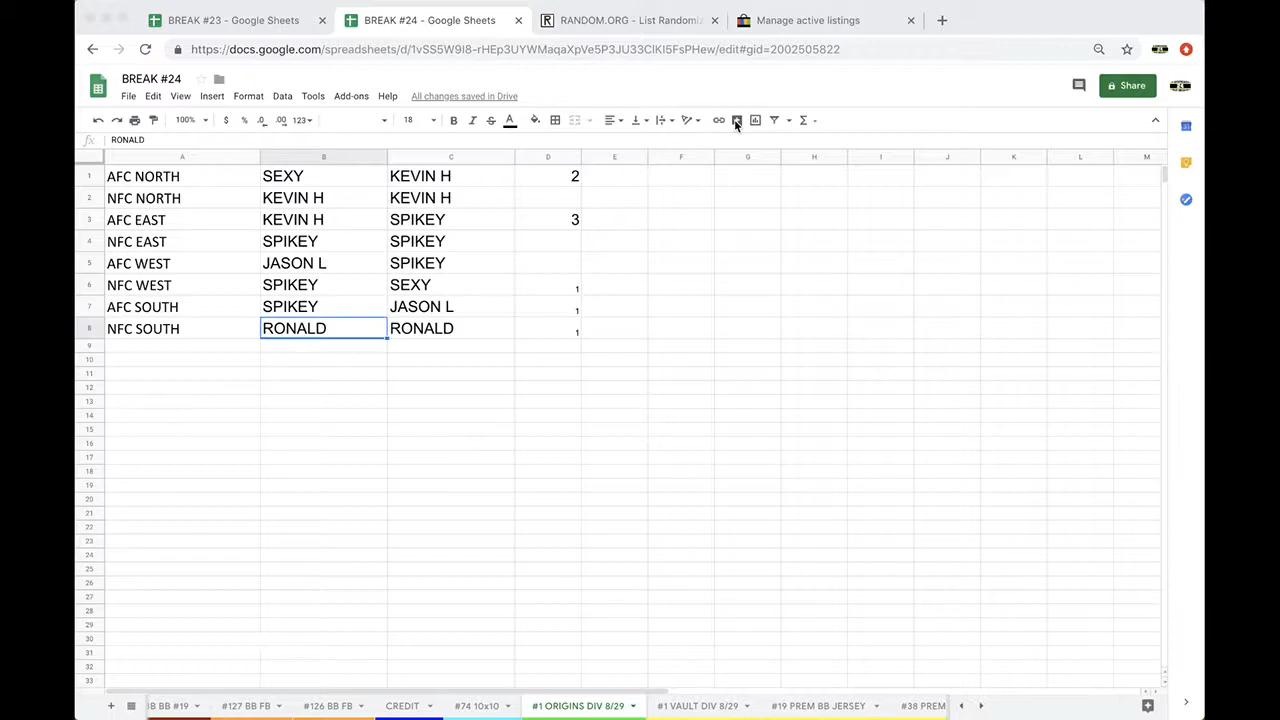 BREAK #23 - Google Sheets
BREAK #24 - Google Sheets
RANDOM.ORG - List Randomiz
Manage active listings
https://docs.google.com/spreadsheets/d/1vSS5W9I8-rHEp3UYWMaqaXpVe5P3JU33ClKI5FsPHew/edit#gid=2002505822
BREAK #24
File Edit View Insert Format Data Tools Add-ons Help All changes saved in Drive
Share
100% $ % .0 .00 123 18 B I S A Σ
fx RONALD
A B C D E F G H I J K L M
1 AFC NORTH SEXY KEVIN H 2
2 NFC NORTH KEVIN H KEVIN H
3 AFC EAST KEVIN H SPIKEY 3
4 NFC EAST SPIKEY SPIKEY
5 AFC WEST JASON L SPIKEY
6 NFC WEST SPIKEY SEXY 1
7 AFC SOUTH SPIKEY JASON L 1
8 NFC SOUTH RONALD RONALD 1
9
10
11
12
13
14
15
16
17
18
19
20
21
22
23
24
25
26
27
28
29
30
31
32
33
B BB #19 #127 BB FB #126 BB FB CREDIT #74 10x10 #1 ORIGINS DIV 8/29 #1 VAULT DIV 8/29 #19 PREM BB JERSEY #38 PREM